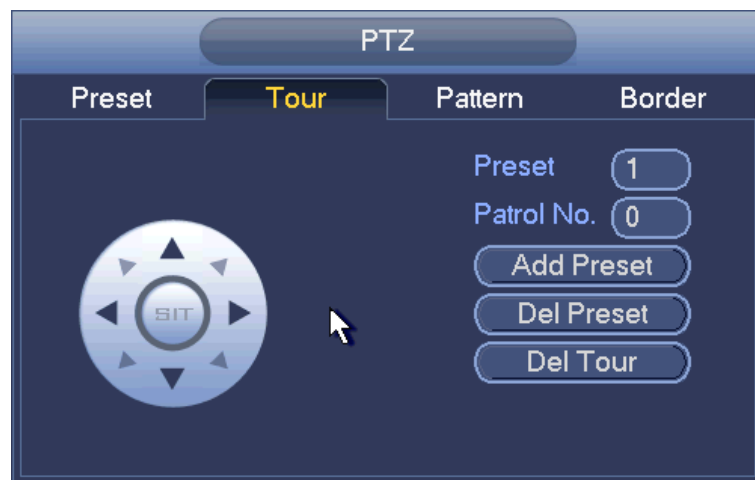 PTZ
Preset Tour Pattern Border
Preset 1
Patrol No. 0
Add Preset
SIT Del Preset
Del Tour